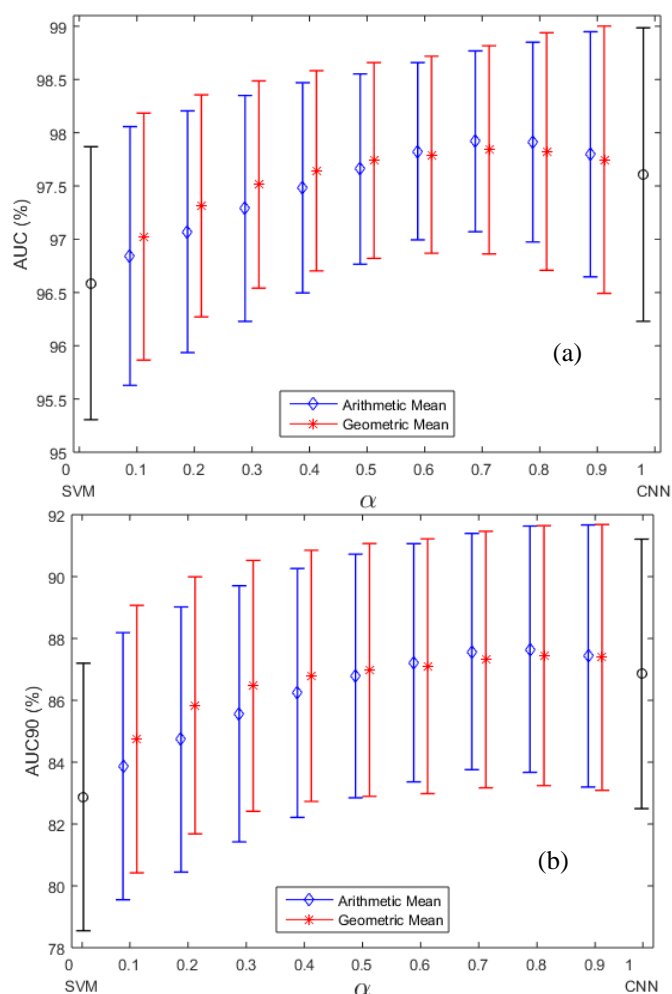 99
98.5
98
97.5
97
96.5
96
95.5
95
AUC (%)
(a)
Arithmetic Mean
Geometric Mean
0 0.1 0.2 0.3 0.4 0.5 0.6 0.7 0.8 0.9 1
SVM α CNN
92
90
88
86
84
82
80
78
AUC90 (%)
(b)
Arithmetic Mean
Geometric Mean
0 0.1 0.2 0.3 0.4 0.5 0.6 0.7 0.8 0.9 1
SVM α CNN